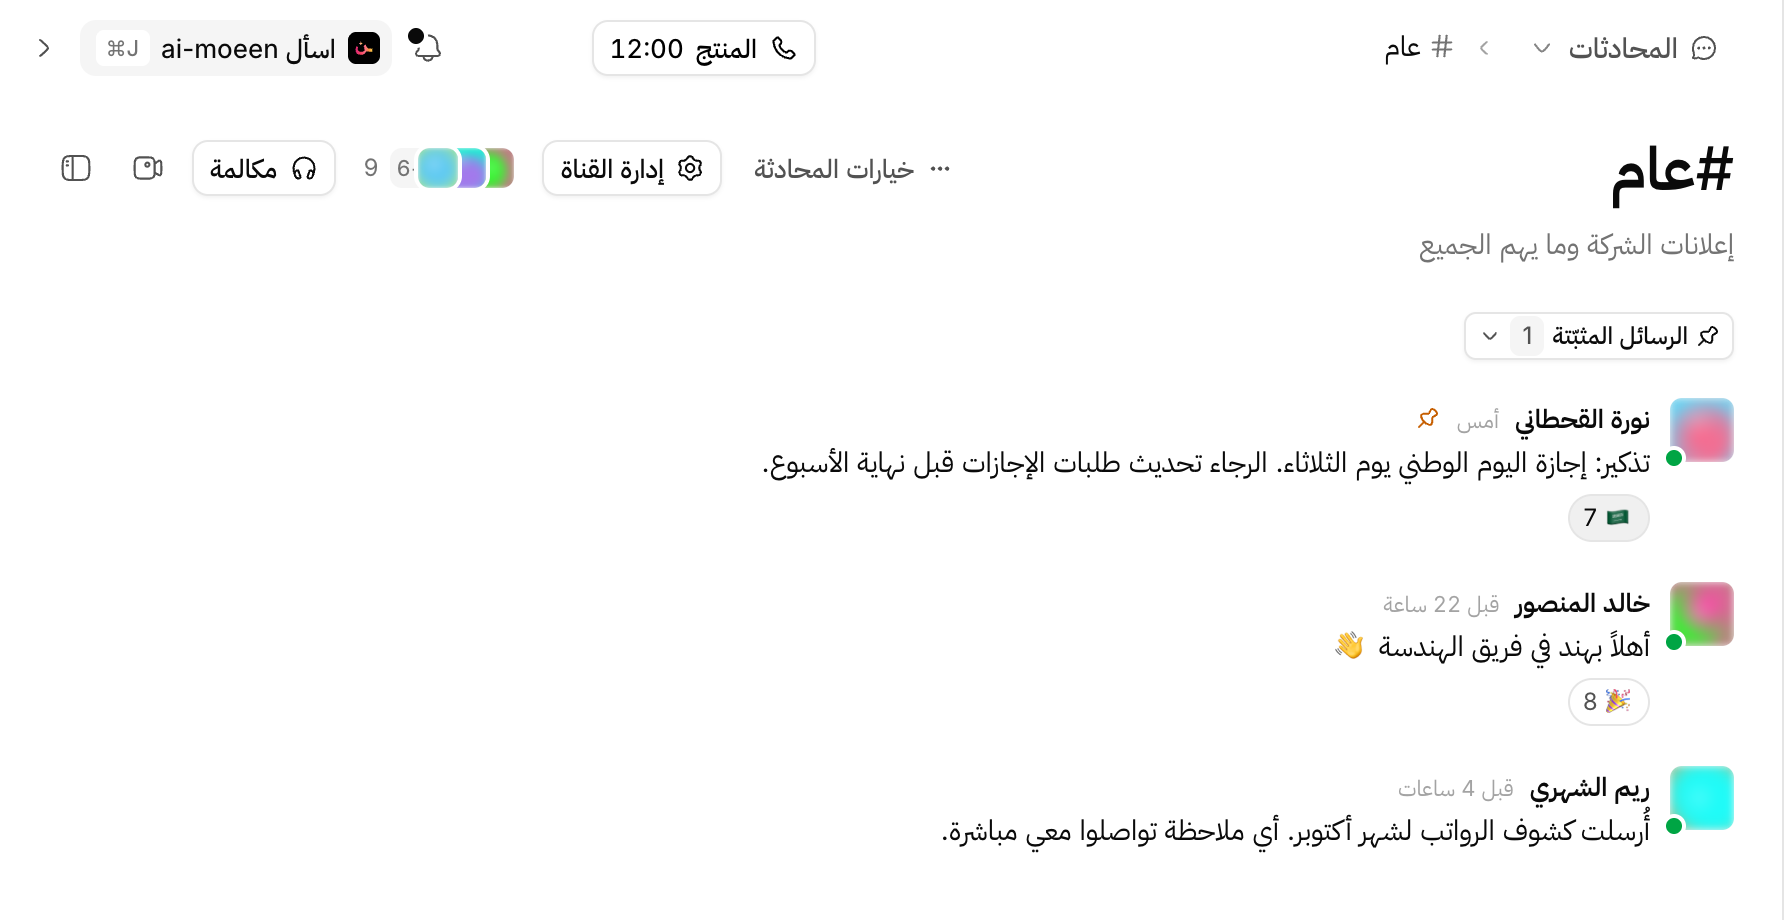 المحادثات
# عام
المنتج 12:00
اسأل ai-moeen ⌘J
#عام
خيارات المحادثة
إدارة القناة
9
مكالمة
إعلانات الشركة وما يهم الجميع
الرسائل المثبّتة 1
نورة القحطاني أمس
تذكير: إجازة اليوم الوطني يوم الثلاثاء. الرجاء تحديث طلبات الإجازات قبل نهاية الأسبوع.
🇸🇦 7
خالد المنصور قبل 22 ساعة
أهلاً بهند في فريق الهندسة 👋
🎉 8
ريم الشهري قبل 4 ساعات
أُرسلت كشوف الرواتب لشهر أكتوبر. أي ملاحظة تواصلوا معي مباشرة.